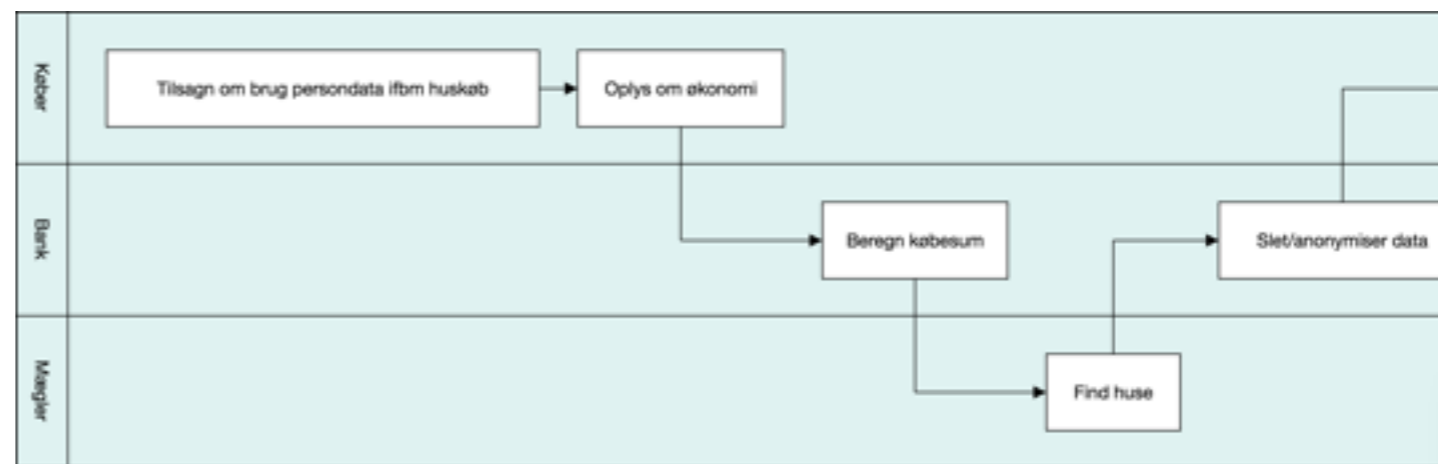 Køber
Tilsagn om brug persondata ifbm huskøb
Oplys om økonomi
Bank
Beregn købesum
Slet/anonymiser data
Mægler
Find huse